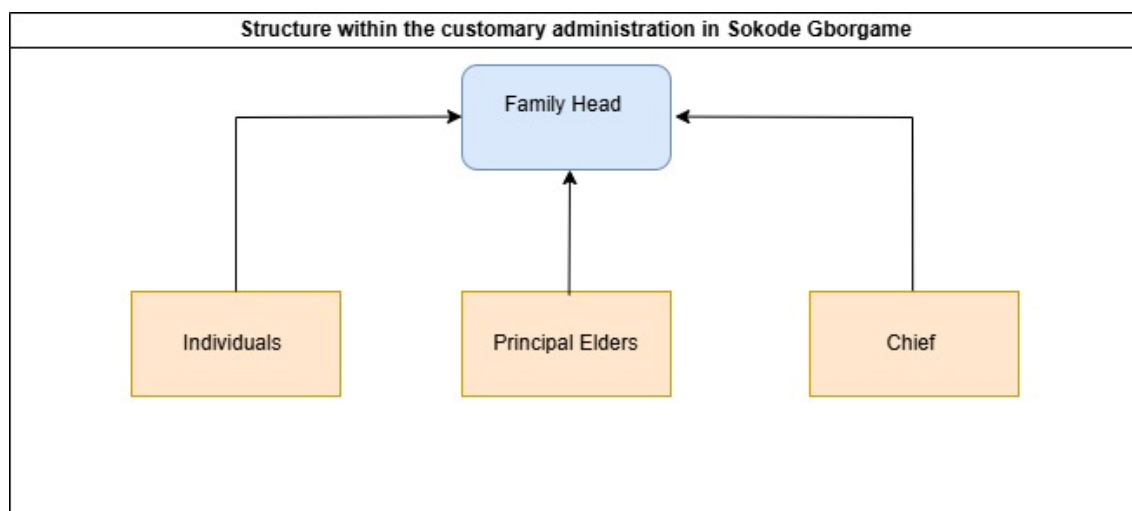 Structure within the customary administration in Sokode Gborgame
Family Head
Individuals
Principal Elders
Chief